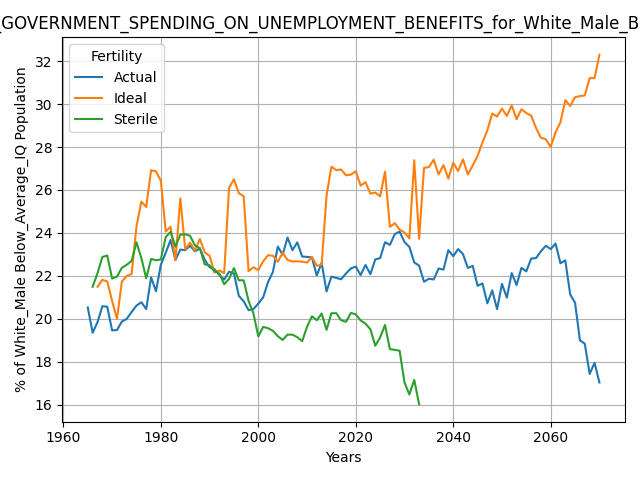 _GOVERNMENT_SPENDING_ON_UNEMPLOYMENT_BENEFITS_for_White_Male_B
% of White_Male Below_Average_IQ Population
Fertility
Actual
Ideal
Sterile
32
30
28
26
24
22
20
18
16
1960
1980
2000
2020
2040
2060
Years